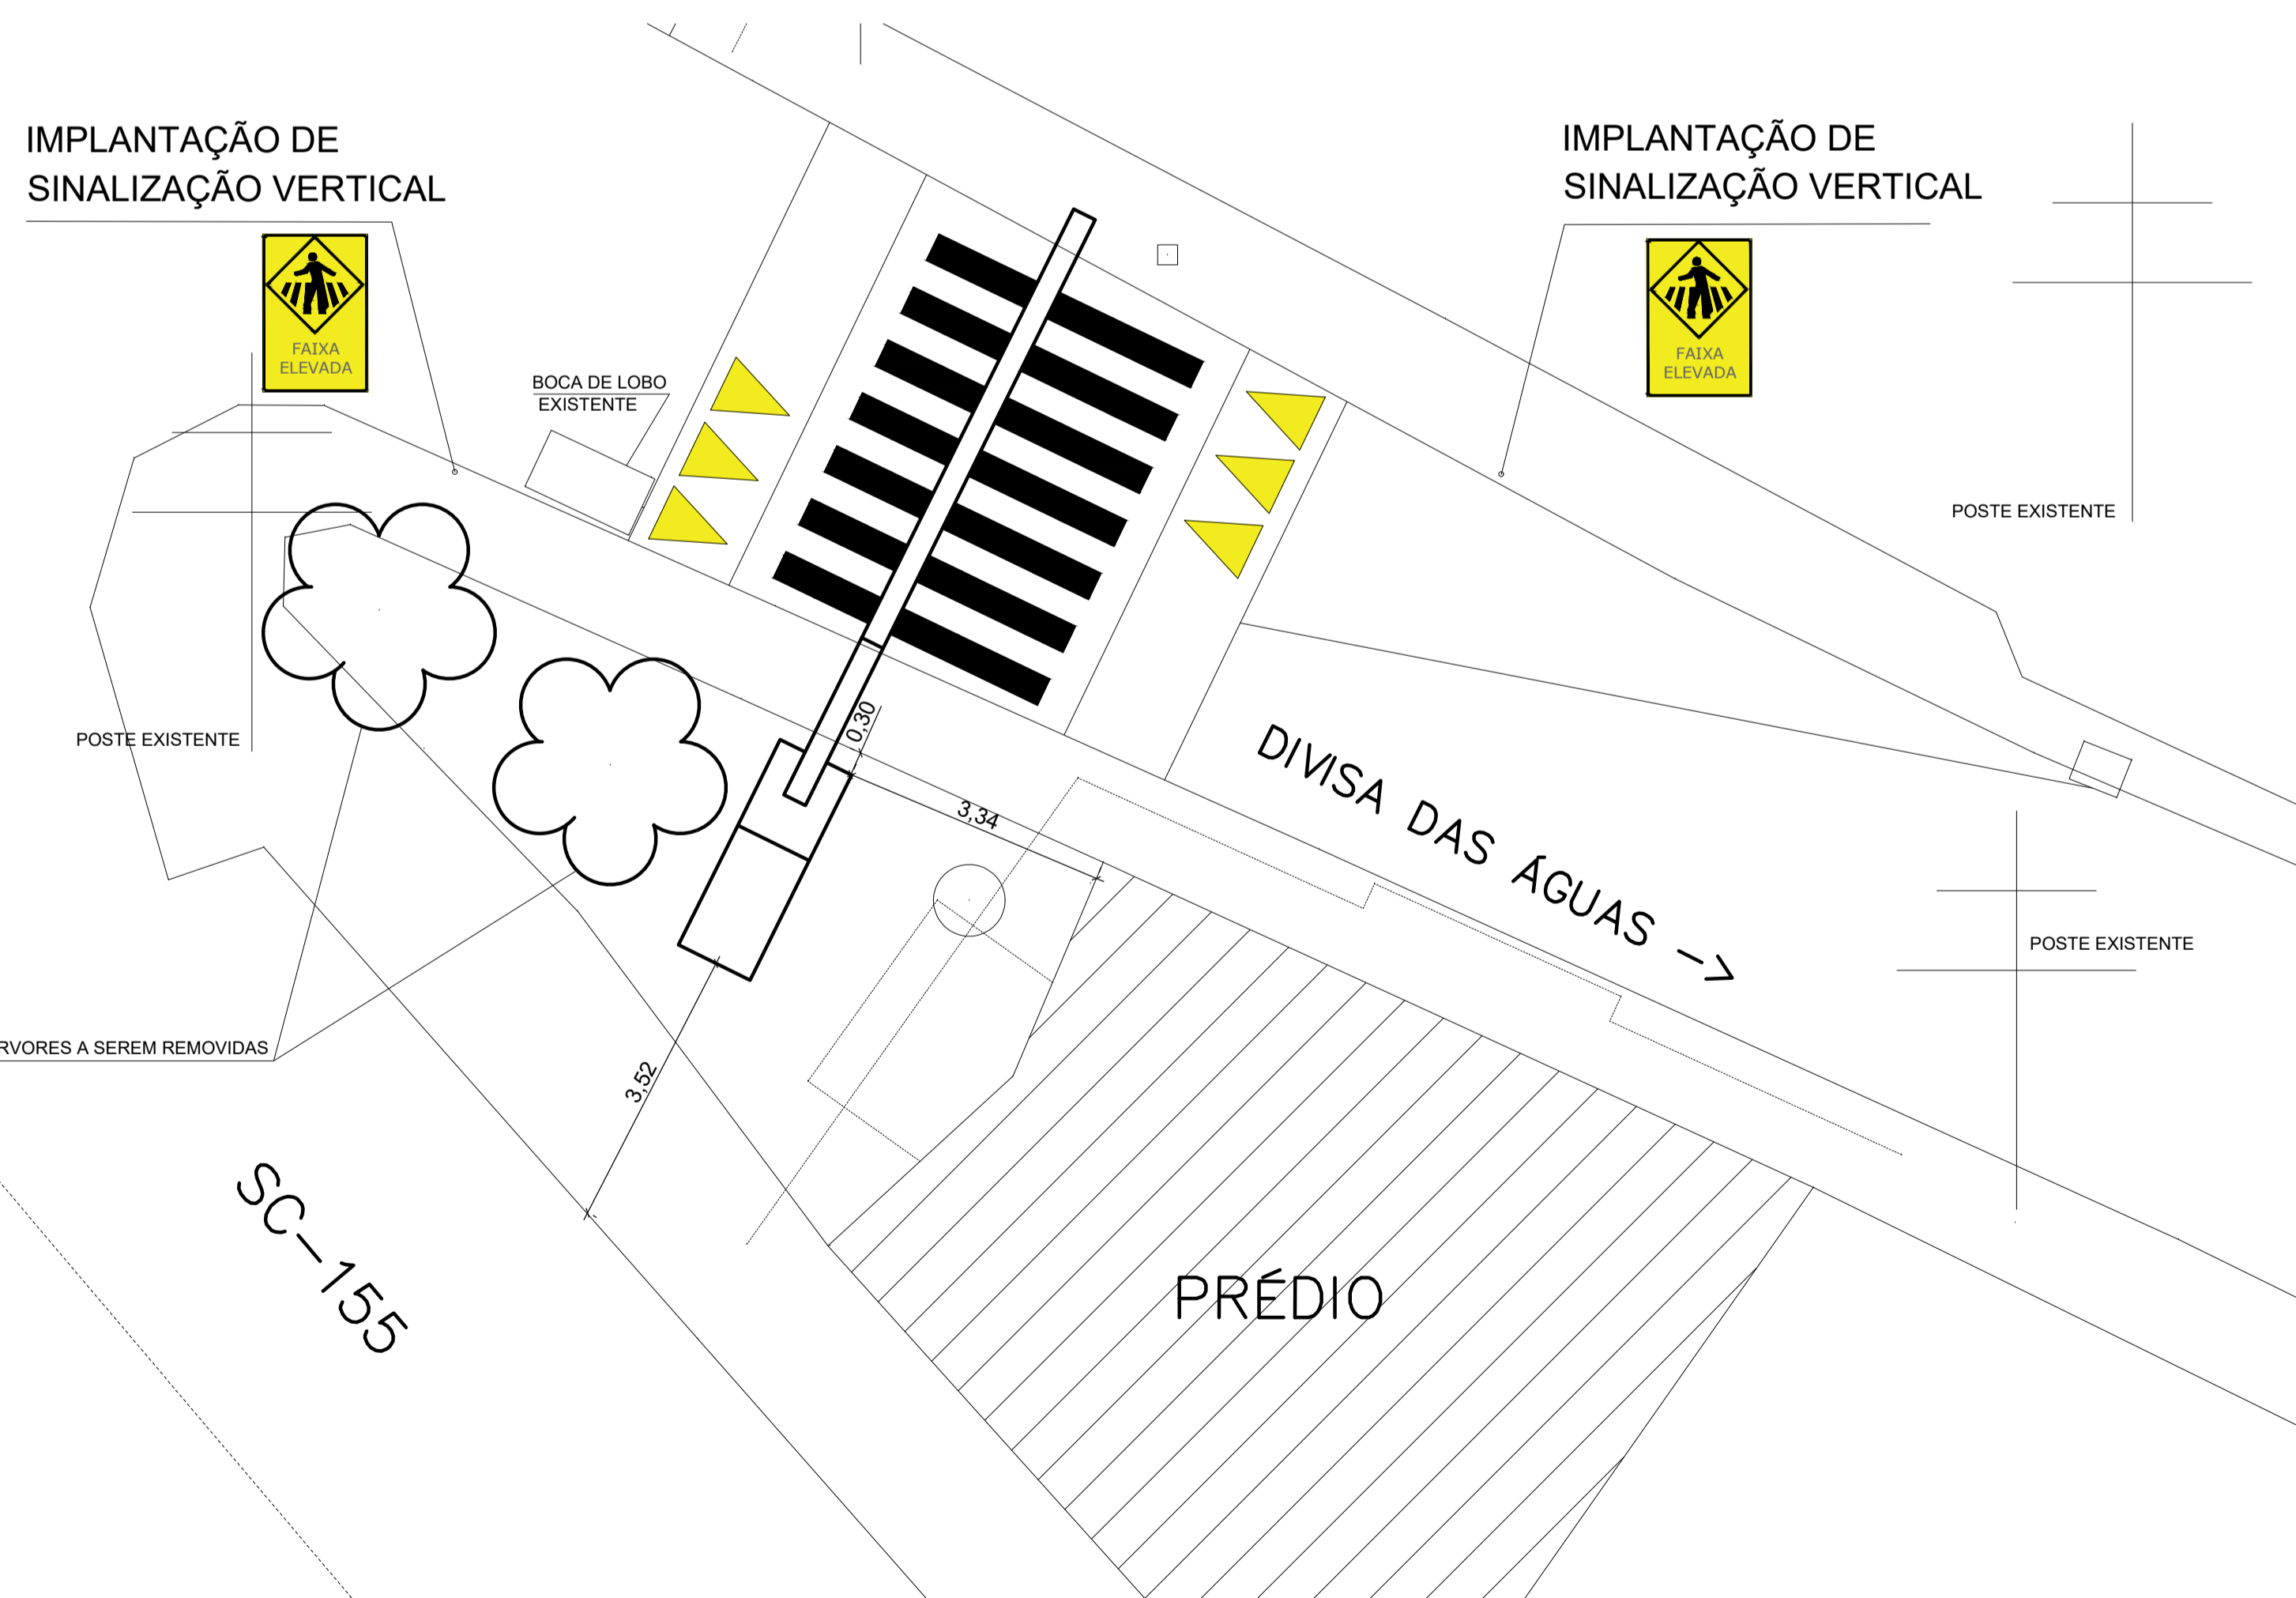 IMPLANTAÇÃO DE
SINALIZAÇÃO VERTICAL
FAIXA
ELEVADA
BOCA DE LOBO
EXISTENTE
IMPLANTAÇÃO DE
SINALIZAÇÃO VERTICAL
FAIXA
ELEVADA
POSTE EXISTENTE
POSTE EXISTENTE
0,30
3,34
DIVISA DAS ÁGUAS ->
POSTE EXISTENTE
RVORES A SEREM REMOVIDAS
3,52
SC-155
PRÉDIO